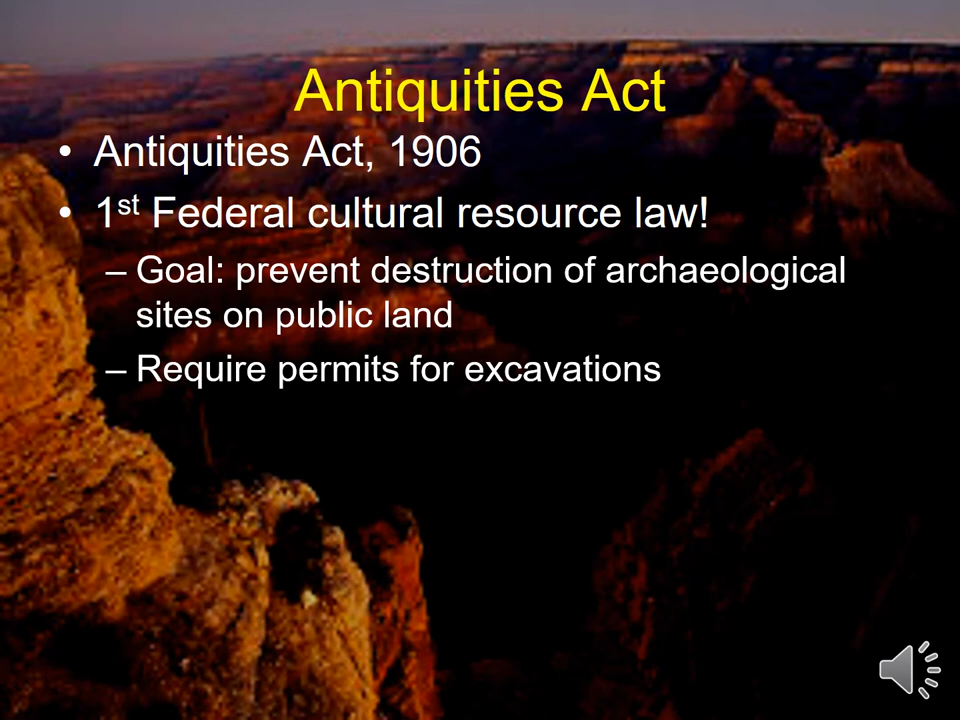 Antiquities Act
• Antiquities Act, 1906
• 1st Federal cultural resource law!
– Goal: prevent destruction of archaeological
sites on public land
– Require permits for excavations